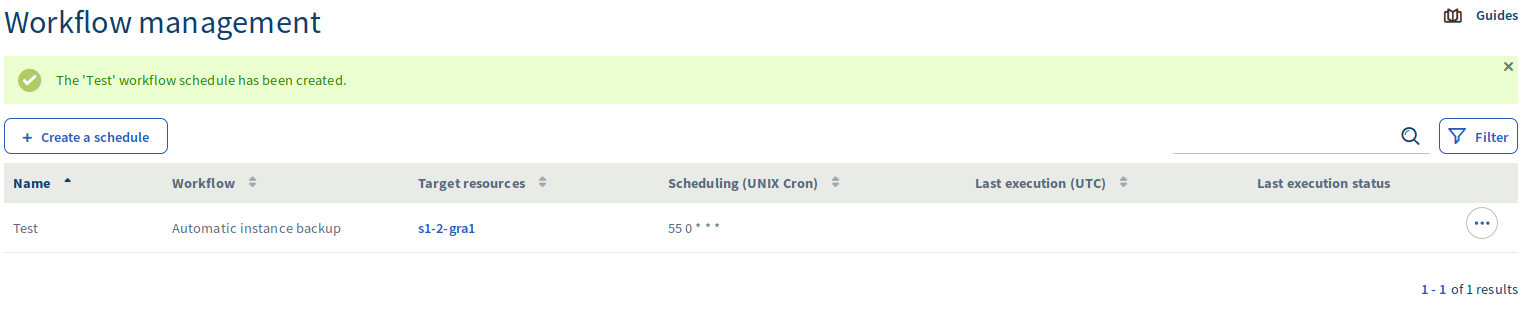 Workflow management
Guides
The 'Test' workflow schedule has been created.
+ Create a schedule
Filter
Name Workflow Target resources Scheduling (UNIX Cron) Last execution (UTC) Last execution status
Test Automatic instance backup s1-2-gra1 55 0 * * *
1 - 1 of 1 results